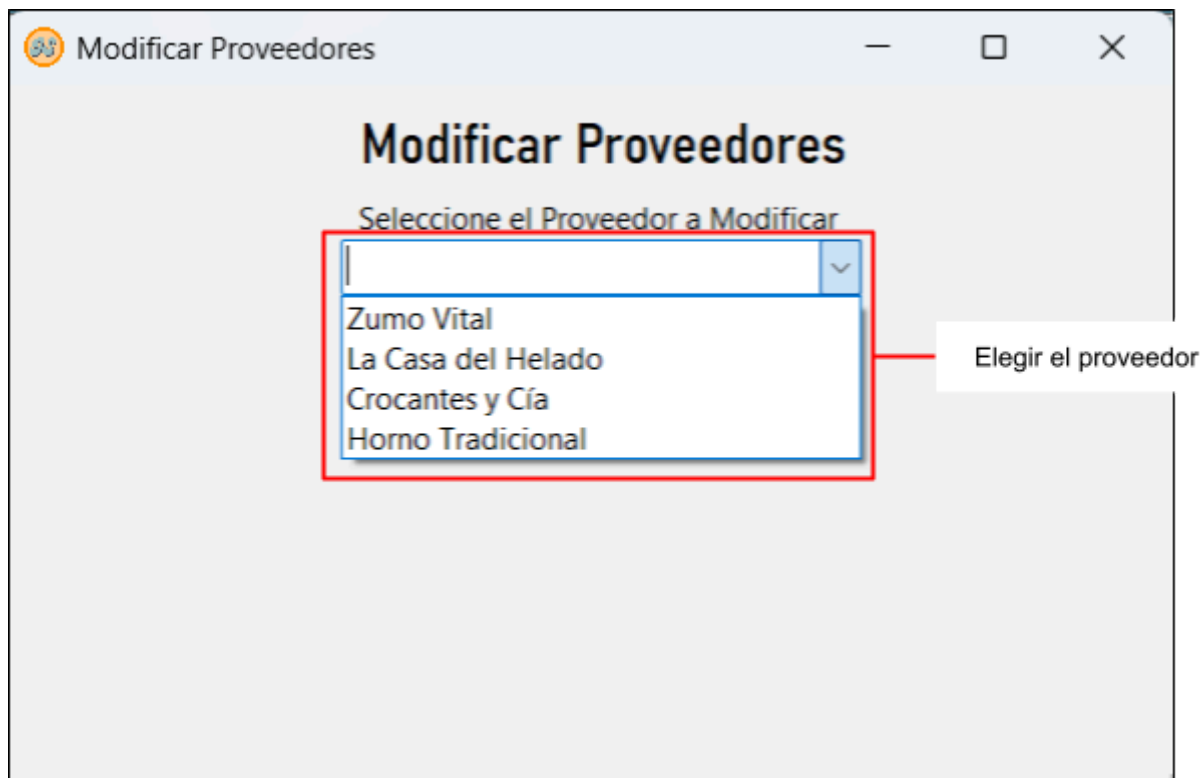 Modificar Proveedores
Modificar Proveedores
Seleccione el Proveedor a Modificar
Zumo Vital
La Casa del Helado
Crocantes y Cía
Horno Tradicional
Elegir el proveedor